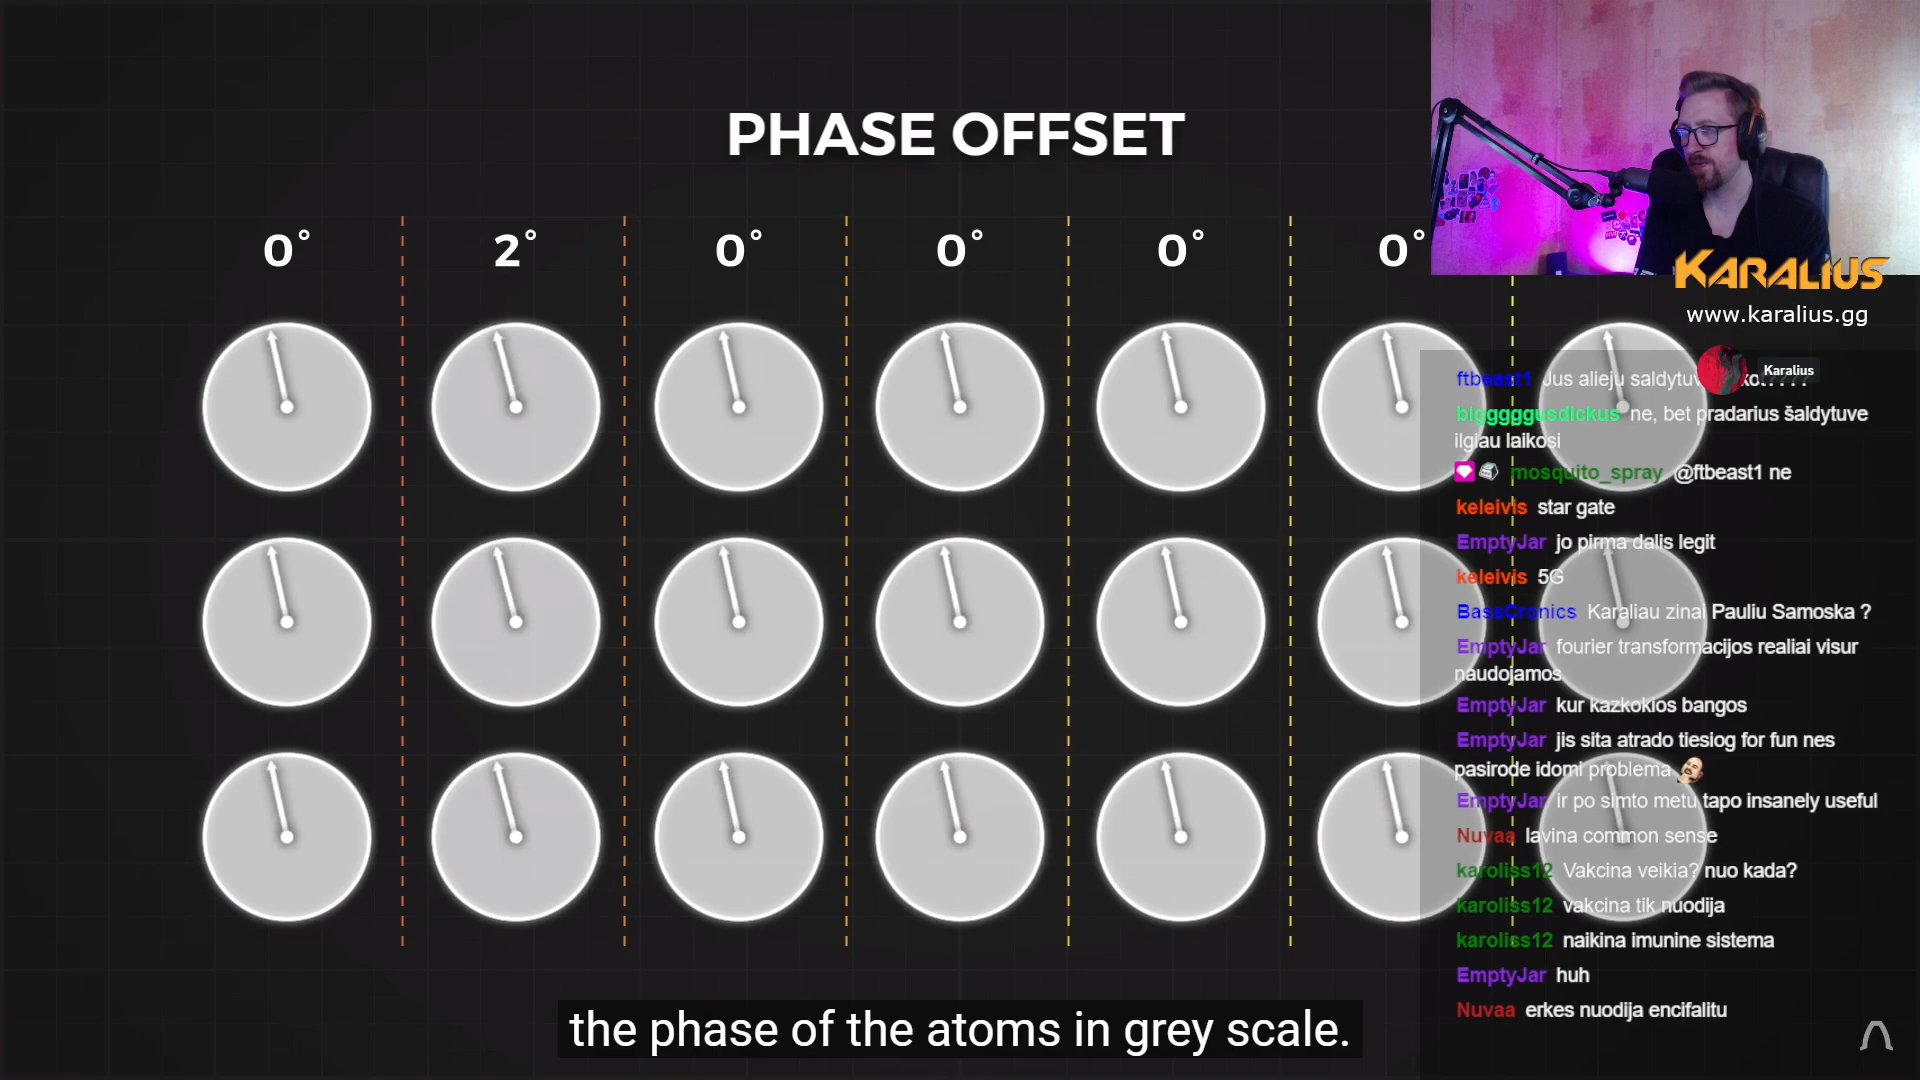 PHASE OFFSET
0° 2° 0° 0° 0° 0°
KARALIUS
www.karalius.gg
Karalius
ftbeast1 Jus alieju
bigggggusdickus ne, bet pradarius šaldytuve
ilgiau laikosi
mosquito_spray @ftbeast1 ne
keleivis star gate
EmptyJar jo pirma dalis legit
keleivis 5G
BassCronics Karaliau zinai Pauliu Samoska ?
EmptyJar fourier transformacijos realiai visur
naudojamos
EmptyJar kur kazkokios bangos
EmptyJar jis sita atrado tiesiog for fun nes
pasirode idomi problema
EmptyJar ir po simto metu tapo insanely useful
Nuvaa lavina common sense
karoliss12 Vakcina veikia? nuo kada?
karoliss12 vakcina tik nuodija
karoliss12 naikina imunine sistema
EmptyJar huh
Nuvaa erkes nuodija encifalitu
the phase of the atoms in grey scale.